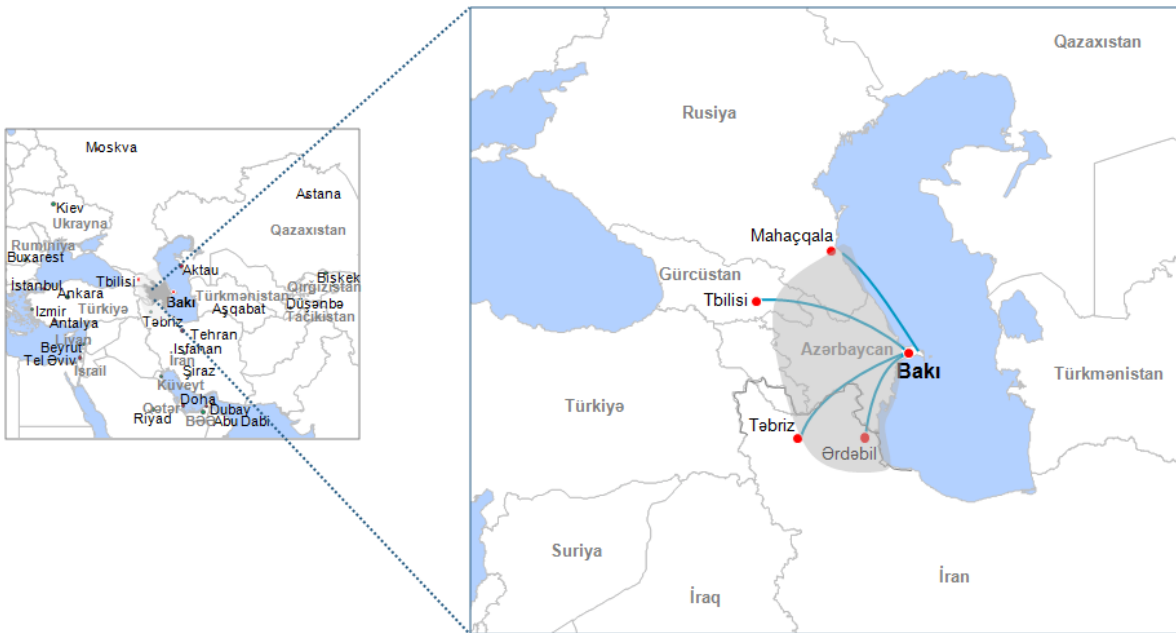 Moskva
Astana
Kiev
Ukrayna
Qazaxıstan
Ruminiya
Buxarest
Aktau
Tbilisi
Bişkek
Qırğızıstan
İstanbul
Ankara
Türkiyə
Bakı
Türkmənistan
Düşənbə
İzmir
Aşqabat
Tacikistan
Antalya
Təbriz
Livan
Tehran
Beyrut
Isfahan
Tel Əviv
İran
İsrail
Şiraz
Küveyt
Doha
Qətər
Dubay
Riyad
BƏƏ
Abu Dabi
Qazaxıstan
Rusiya
Mahaçqala
Gürcüstan
Tbilisi
Azərbaycan
Bakı
Türkmənistan
Türkiyə
Təbriz
Ərdəbil
Suriya
İraq
İran